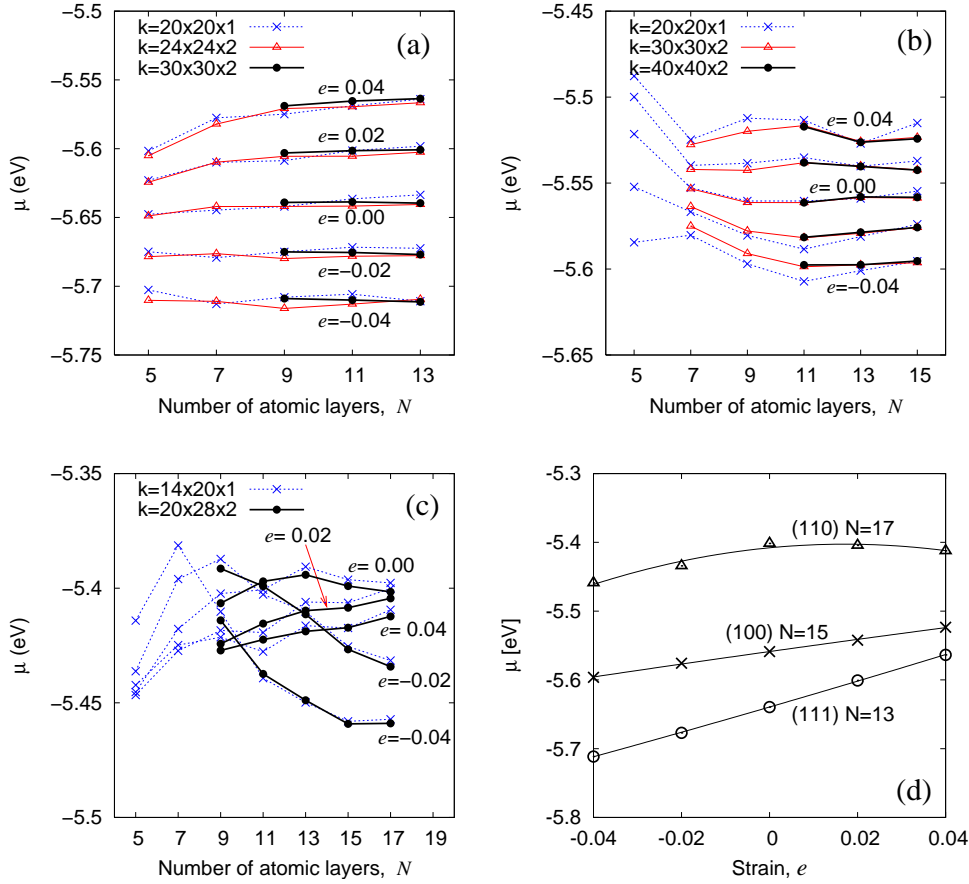 −5.5
−5.55
−5.6
−5.65
−5.7
−5.75
μ (eV)
k=20x20x1
k=24x24x2
k=30x30x2
(a)
e= 0.04
e= 0.02
e= 0.00
e=−0.02
e=−0.04
5 7 9 11 13
Number of atomic layers, N
−5.45
−5.5
−5.55
−5.6
−5.65
μ (eV)
k=20x20x1
k=30x30x2
k=40x40x2
(b)
e= 0.04
e= 0.00
e=−0.04
5 7 9 11 13 15
Number of atomic layers, N
−5.35
−5.4
−5.45
−5.5
μ (eV)
k=14x20x1
k=20x28x2
(c)
e= 0.02
e= 0.00
e= 0.04
e=−0.02
e=−0.04
5 7 9 11 13 15 17 19
Number of atomic layers, N
-5.3
-5.4
-5.5
-5.6
-5.7
-5.8
μ [eV]
(110) N=17
(100) N=15
(111) N=13
(d)
-0.04 -0.02 0 0.02 0.04
Strain, e